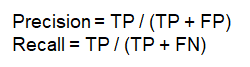 Precision = TP / (TP + FP)
Recall = TP / (TP + FN)